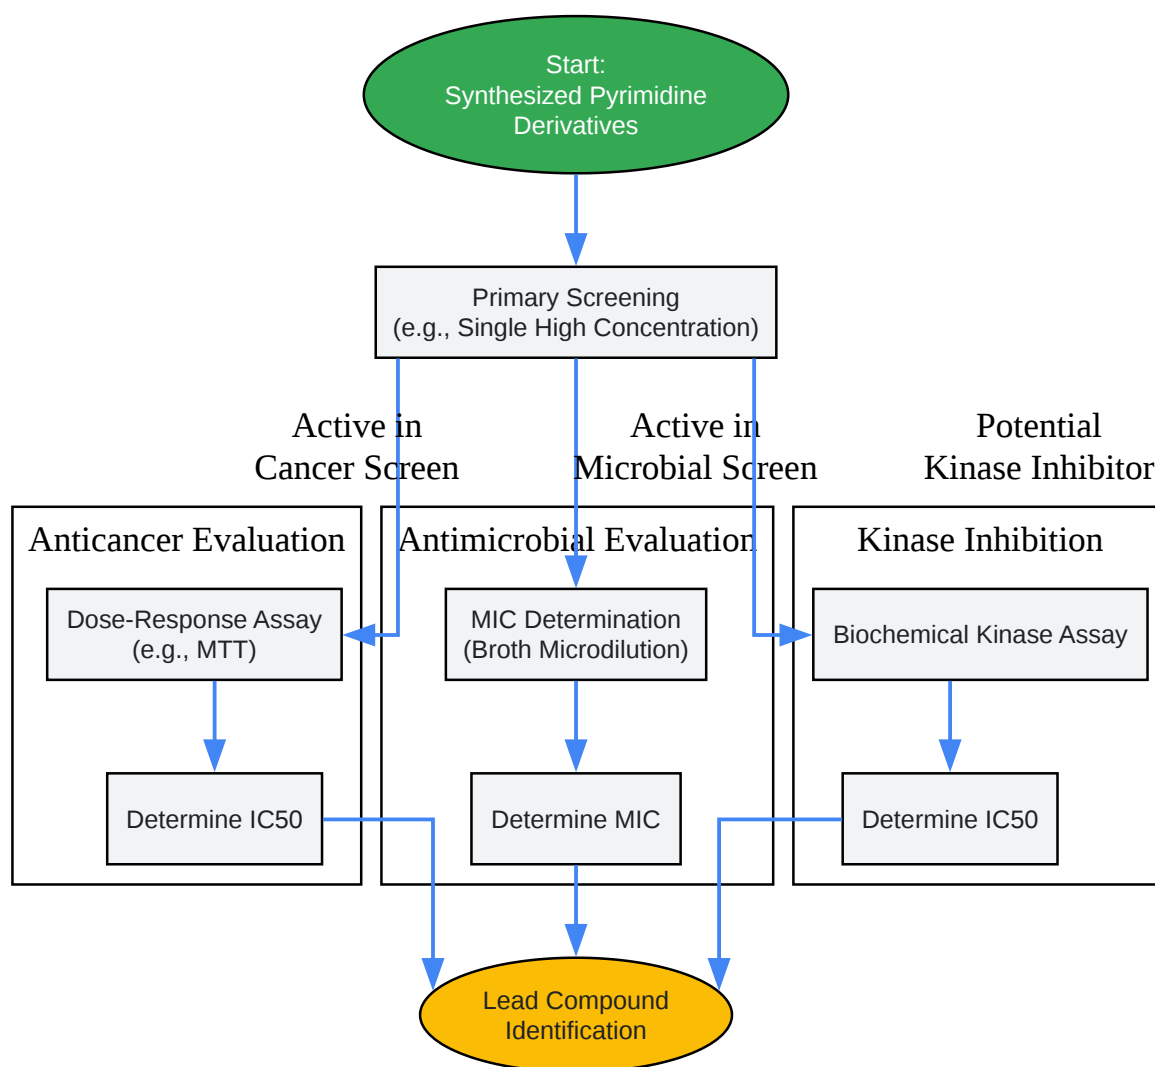 Start:
Synthesized Pyrimidine
Derivatives
Primary Screening
(e.g., Single High Concentration)
Active in
Cancer Screen
Active in
Microbial Screen
Potential
Kinase Inhibitor
Anticancer Evaluation
Antimicrobial Evaluation
Kinase Inhibition
Dose-Response Assay
(e.g., MTT)
MIC Determination
(Broth Microdilution)
Biochemical Kinase Assay
Determine IC50
Determine MIC
Determine IC50
Lead Compound
Identification